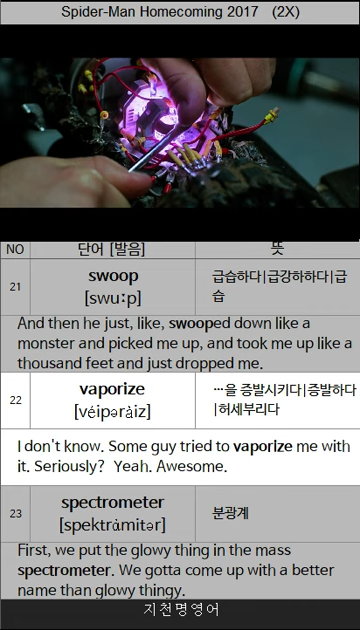 Spider-Man Homecoming 2017 (2X)
NO 단어 [발음] 뜻
21 swoop 급습하다|급강하하다|급습
[swuːp]
And then he just, like, swooped down like a
monster and picked me up, and took me up like a
thousand feet and just dropped me.
22 vaporize …을 증발시키다|증발하다
[véipəràiz] |허세부리다
I don't know. Some guy tried to vaporize me with
it. Seriously? Yeah. Awesome.
23 spectrometer 분광계
[spektrámitər]
First, we put the glowy thing in the mass
spectrometer. We gotta come up with a better
name than glowy thingy.
지천명영어